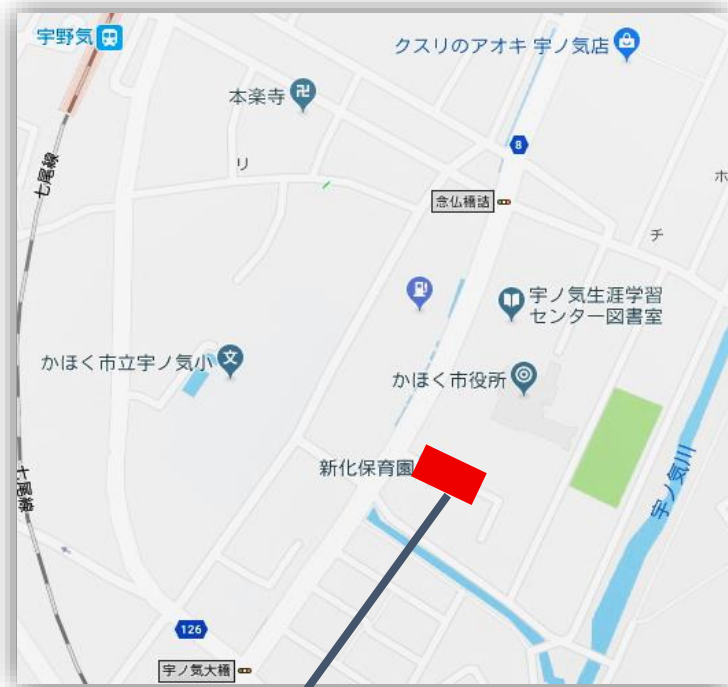 宇野気
クスリのアオキ 宇ノ気店
本楽寺
8
七尾線
リ
ホ
念仏橋詰
チ
宇ノ気生涯学習
センター図書室
かほく市立宇ノ気小
文
かほく市役所
新化保育園
宇ノ気川
七尾線
126
宇ノ気大橋